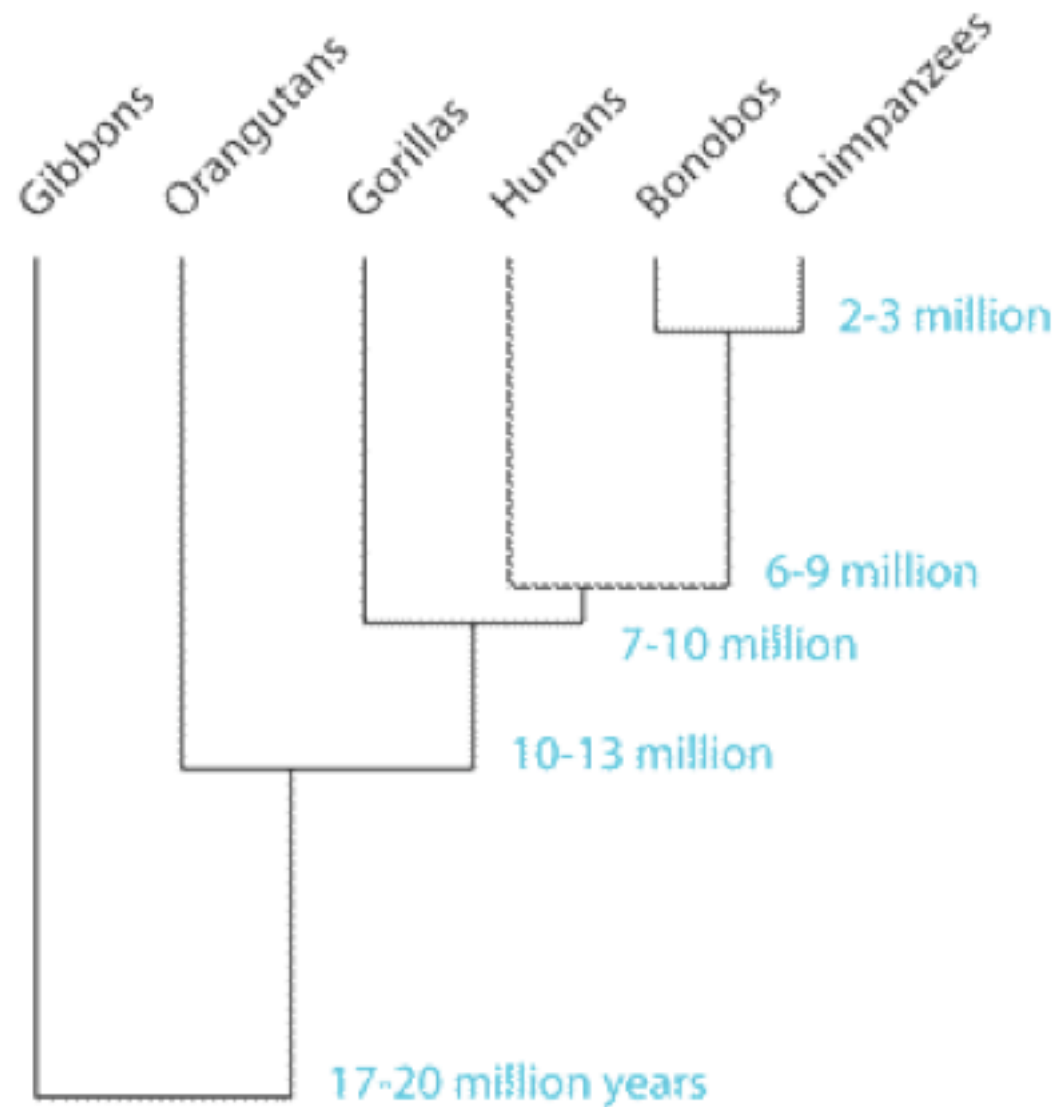 Gibbons
Orangutans
Gorillas
Humans
Bonobos
Chimpanzees
2-3 million
6-9 million
7-10 million
10-13 million
17-20 million years